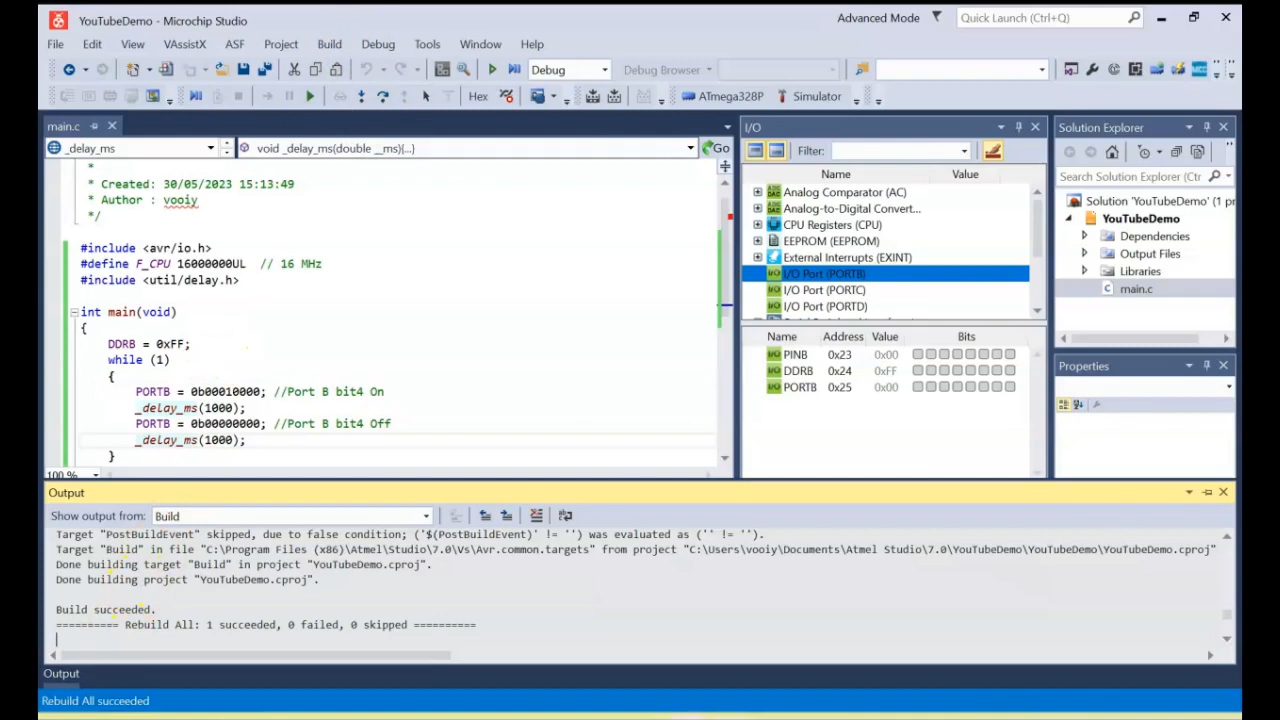 YouTubeDemo - Microchip Studio
Advanced Mode
Quick Launch (Ctrl+Q)
File Edit View VAssistX ASF Project Build Debug Tools Window Help
Debug
Debug Browser
Hex
ATmega328P
Simulator
main.c
_delay_ms
void _delay_ms(double __ms){...}
Go
*
* Created: 30/05/2023 15:13:49
* Author : vooiy
*/
#include <avr/io.h>
#define F_CPU 16000000UL // 16 MHz
#include <util/delay.h>
int main(void)
{
DDRB = 0xFF;
while (1)
{
PORTB = 0b00010000; //Port B bit4 On
_delay_ms(1000);
PORTB = 0b00000000; //Port B bit4 Off
_delay_ms(1000);
}
100 %
I/O
Filter:
Name Value
Analog Comparator (AC)
Analog-to-Digital Convert...
CPU Registers (CPU)
EEPROM (EEPROM)
External Interrupts (EXINT)
I/O Port (PORTB)
I/O Port (PORTC)
I/O Port (PORTD)
Name Address Value Bits
PINB 0x23 0x00
DDRB 0x24 0xFF
PORTB 0x25 0x00
Solution Explorer
Search Solution Explorer (Ctr
Solution 'YouTubeDemo' (1 pr
YouTubeDemo
Dependencies
Output Files
Libraries
main.c
Properties
Output
Show output from: Build
Target "PostBuildEvent" skipped, due to false condition; ('$(PostBuildEvent)' != '') was evaluated as ('' != '').
Target "Build" in file "C:\Program Files (x86)\Atmel\Studio\7.0\Vs\Avr.common.targets" from project "C:\Users\vooiy\Documents\Atmel Studio\7.0\YouTubeDemo\YouTubeDemo\YouTubeDemo.cproj"
Done building target "Build" in project "YouTubeDemo.cproj".
Done building project "YouTubeDemo.cproj".
Build succeeded.
========== Rebuild All: 1 succeeded, 0 failed, 0 skipped ==========
Output
Rebuild All succeeded